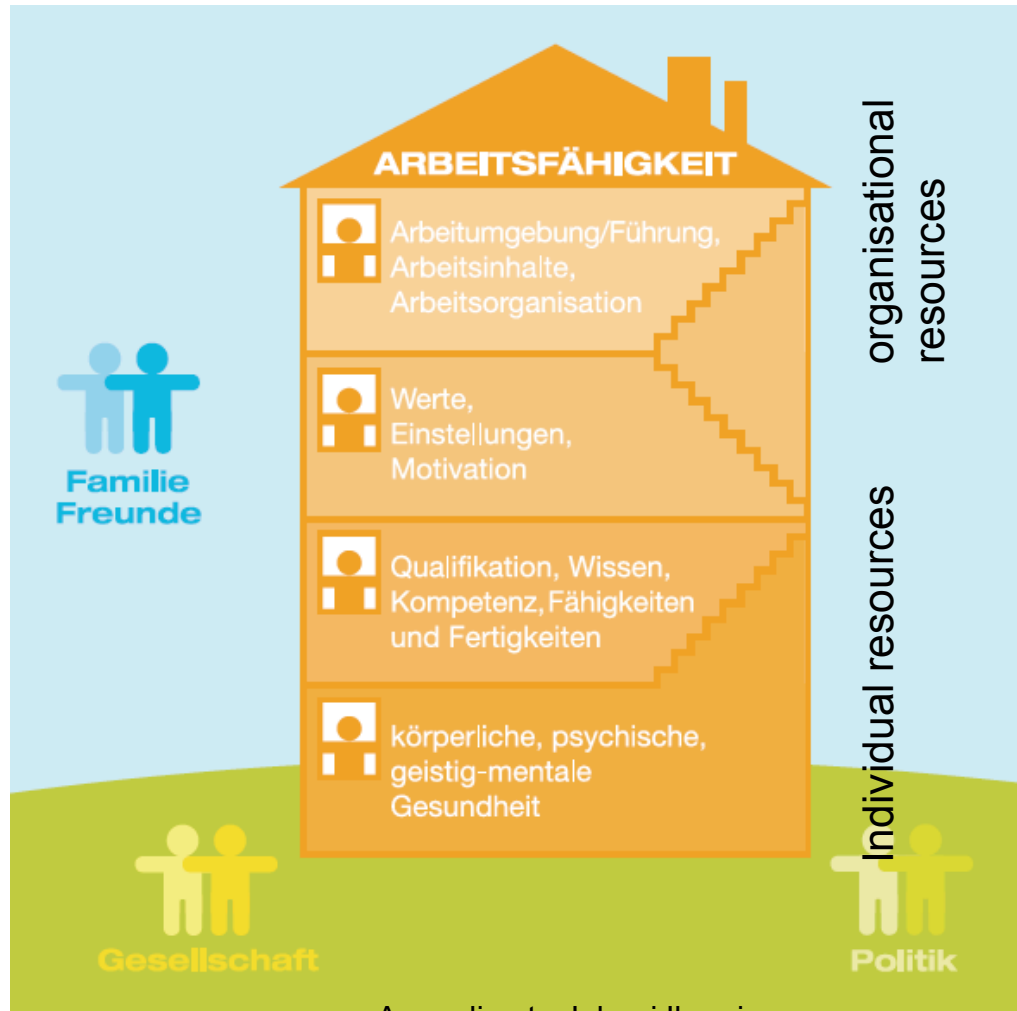 ARBEITSFÄHIGKEIT
Arbeitumgebung/Führung,
Arbeitsinhalte,
Arbeitsorganisation
Werte,
Einstellungen,
Motivation
Qualifikation, Wissen,
Kompetenz, Fähigkeiten
und Fertigkeiten
körperliche, psychische,
geistig-mentale
Gesundheit
Familie
Freunde
Gesellschaft
Politik
organisational
resources
Individual resources